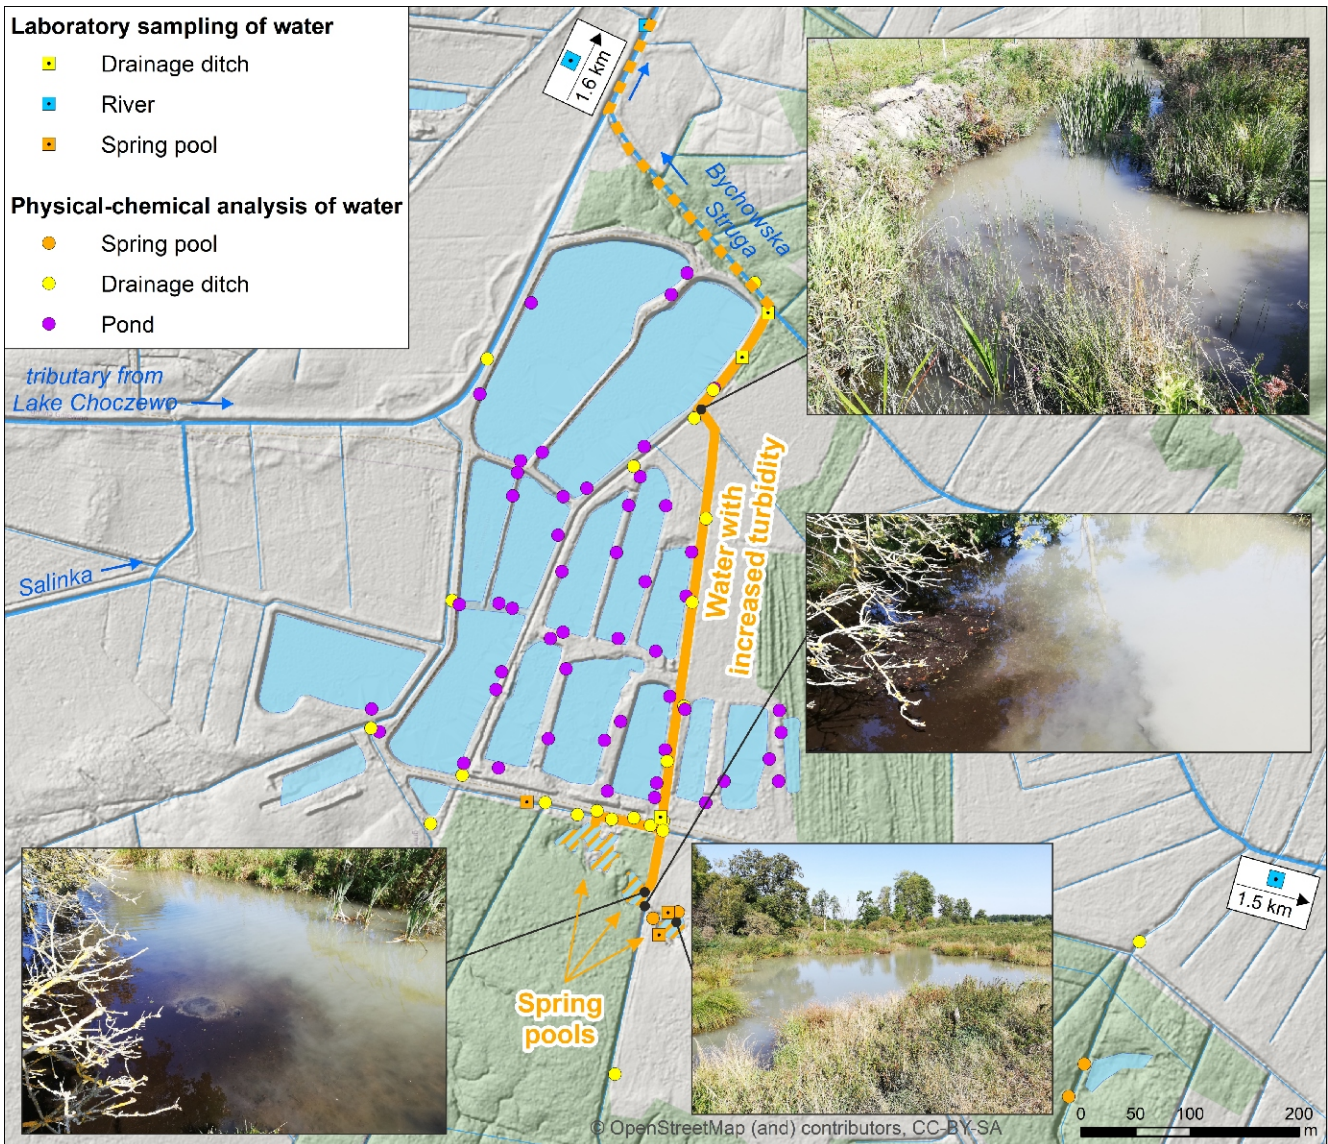 Laboratory sampling of water
Drainage ditch
River
Spring pool
Physical-chemical analysis of water
Spring pool
Drainage ditch
Pond
1.6 km
Bychowska
Struga
tributary from
Lake Choczewo
Salinka
Water with
increased turbidity
1.5 km
Spring
pools
0 50 100 200
m
© OpenStreetMap (and) contributors, CC-BY-SA